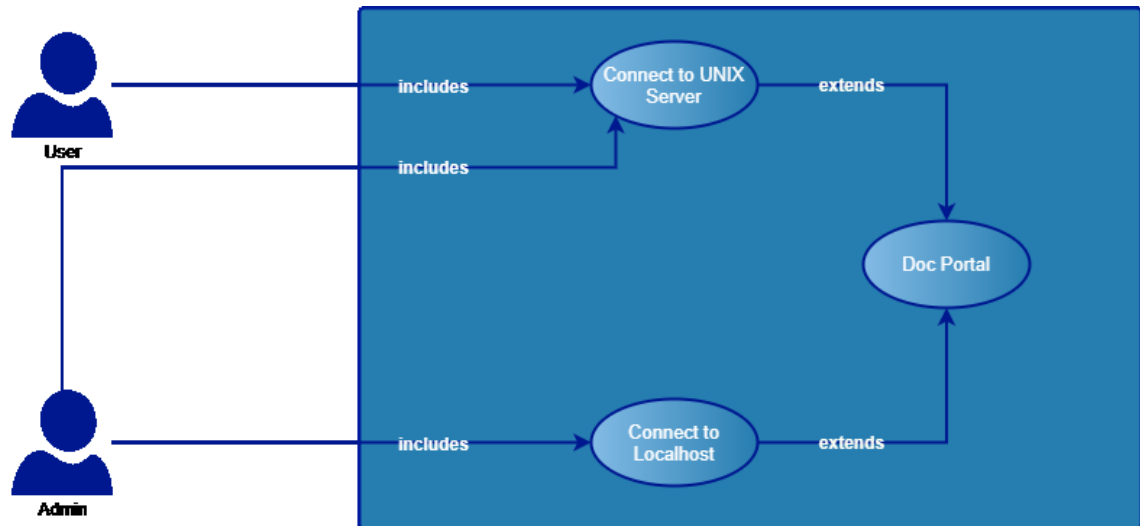 includes
Connect to UNIX
Server
extends
User
includes
Doc Portal
includes
Connect to
Localhost
extends
Admin